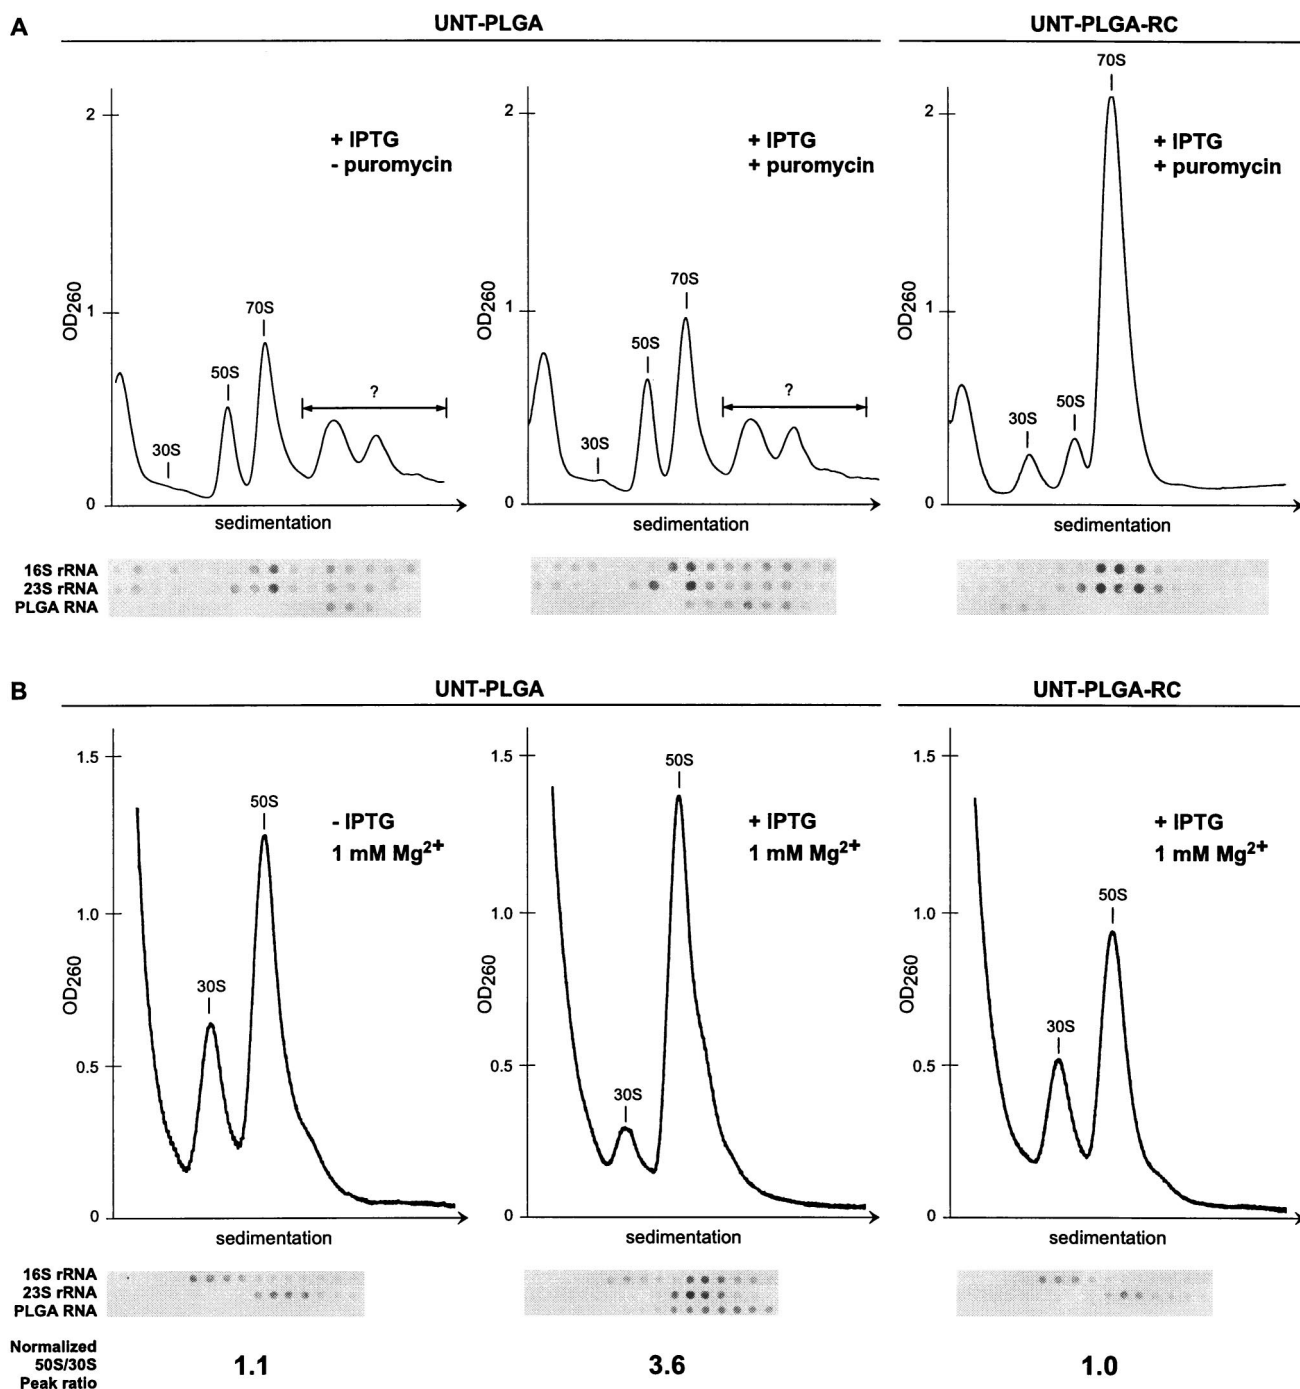 A
UNT-PLGA
UNT-PLGA-RC
+ IPTG
- puromycin
2
1
0
OD260
30S
50S
70S
?
sedimentation
+ IPTG
+ puromycin
2
1
0
OD260
30S
50S
70S
?
sedimentation
+ IPTG
+ puromycin
2
1
0
OD260
30S
50S
70S
sedimentation
16S rRNA
23S rRNA
PLGA RNA
B
UNT-PLGA
UNT-PLGA-RC
- IPTG
1 mM Mg2+
1.5
1.0
0.5
0
OD260
30S
50S
sedimentation
+ IPTG
1 mM Mg2+
1.5
1.0
0.5
0
OD260
30S
50S
sedimentation
+ IPTG
1 mM Mg2+
1.5
1.0
0.5
0
OD260
30S
50S
sedimentation
16S rRNA
23S rRNA
PLGA RNA
Normalized
50S/30S
Peak ratio
1.1
3.6
1.0